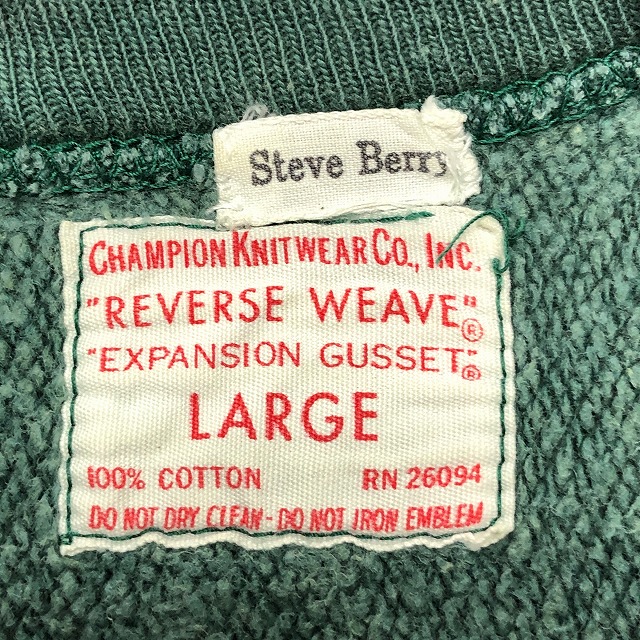 Steve Berry
CHAMPION KNITWEAR CO., INC.
"REVERSE WEAVE"®
"EXPANSION GUSSET"®
LARGE
100% COTTON RN 26094
DO NOT DRY CLEAN - DO NOT IRON EMBLEM